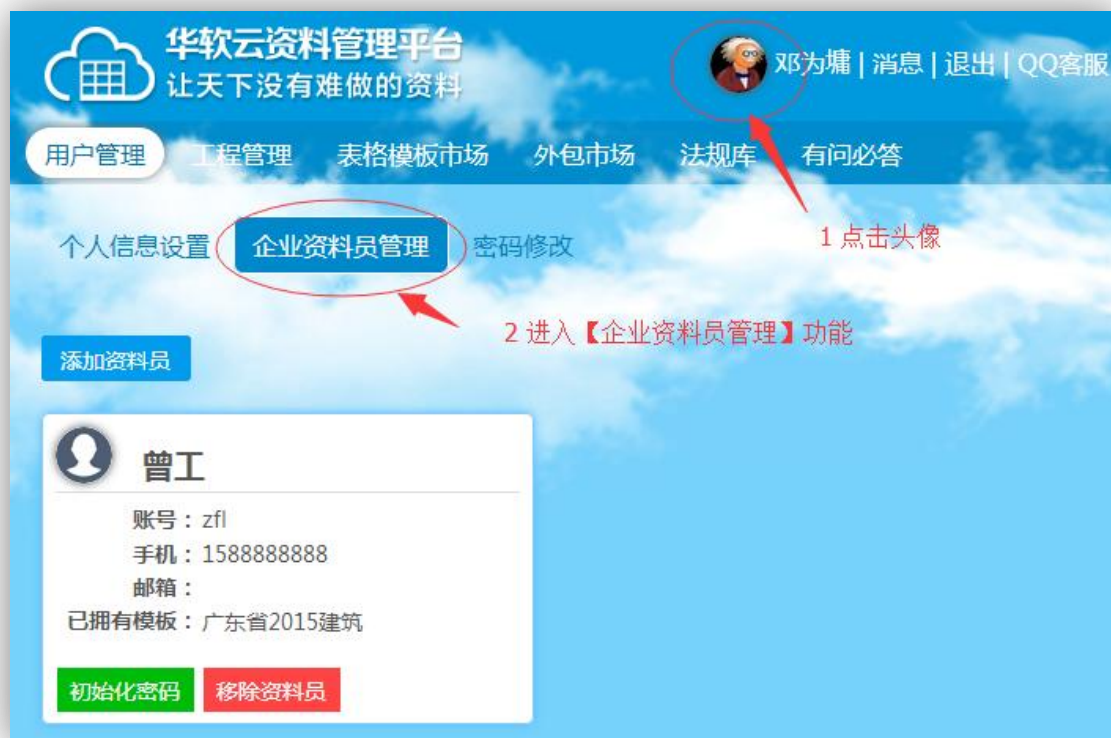 华软云资料管理平台
让天下没有难做的资料
邓为墉 | 消息 | 退出 | QQ客服
用户管理 工程管理 表格模板市场 外包市场 法规库 有问必答
个人信息设置 企业资料员管理 密码修改
1 点击头像
2 进入【企业资料员管理】功能
添加资料员
曾工
账号：zfl
手机：1588888888
邮箱：
已拥有模板：广东省2015建筑
初始化密码 移除资料员